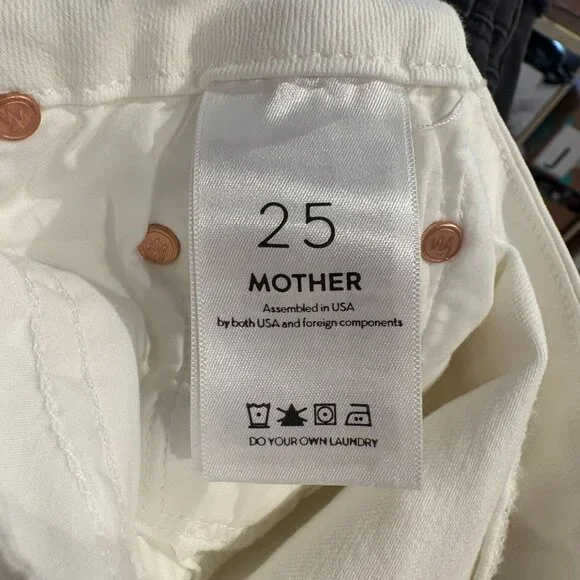 25
MOTHER
Assembled in USA
by both USA and foreign components
DO YOUR OWN LAUNDRY